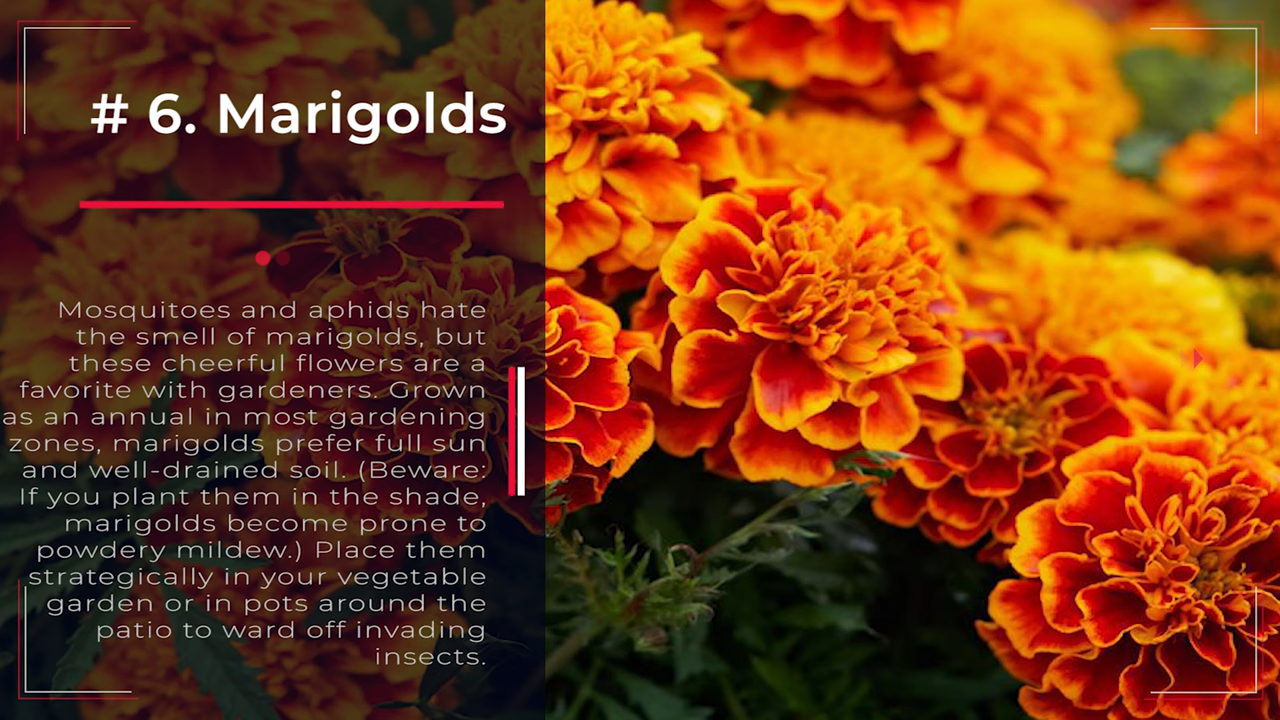 # 6. Marigolds
Mosquitoes and aphids hate
the smell of marigolds, but
these cheerful flowers are a
favorite with gardeners. Grown
as an annual in most gardening
zones, marigolds prefer full sun
and well-drained soil. (Beware:
If you plant them in the shade,
marigolds become prone to
powdery mildew.) Place them
strategically in your vegetable
garden or in pots around the
patio to ward off invading
insects.